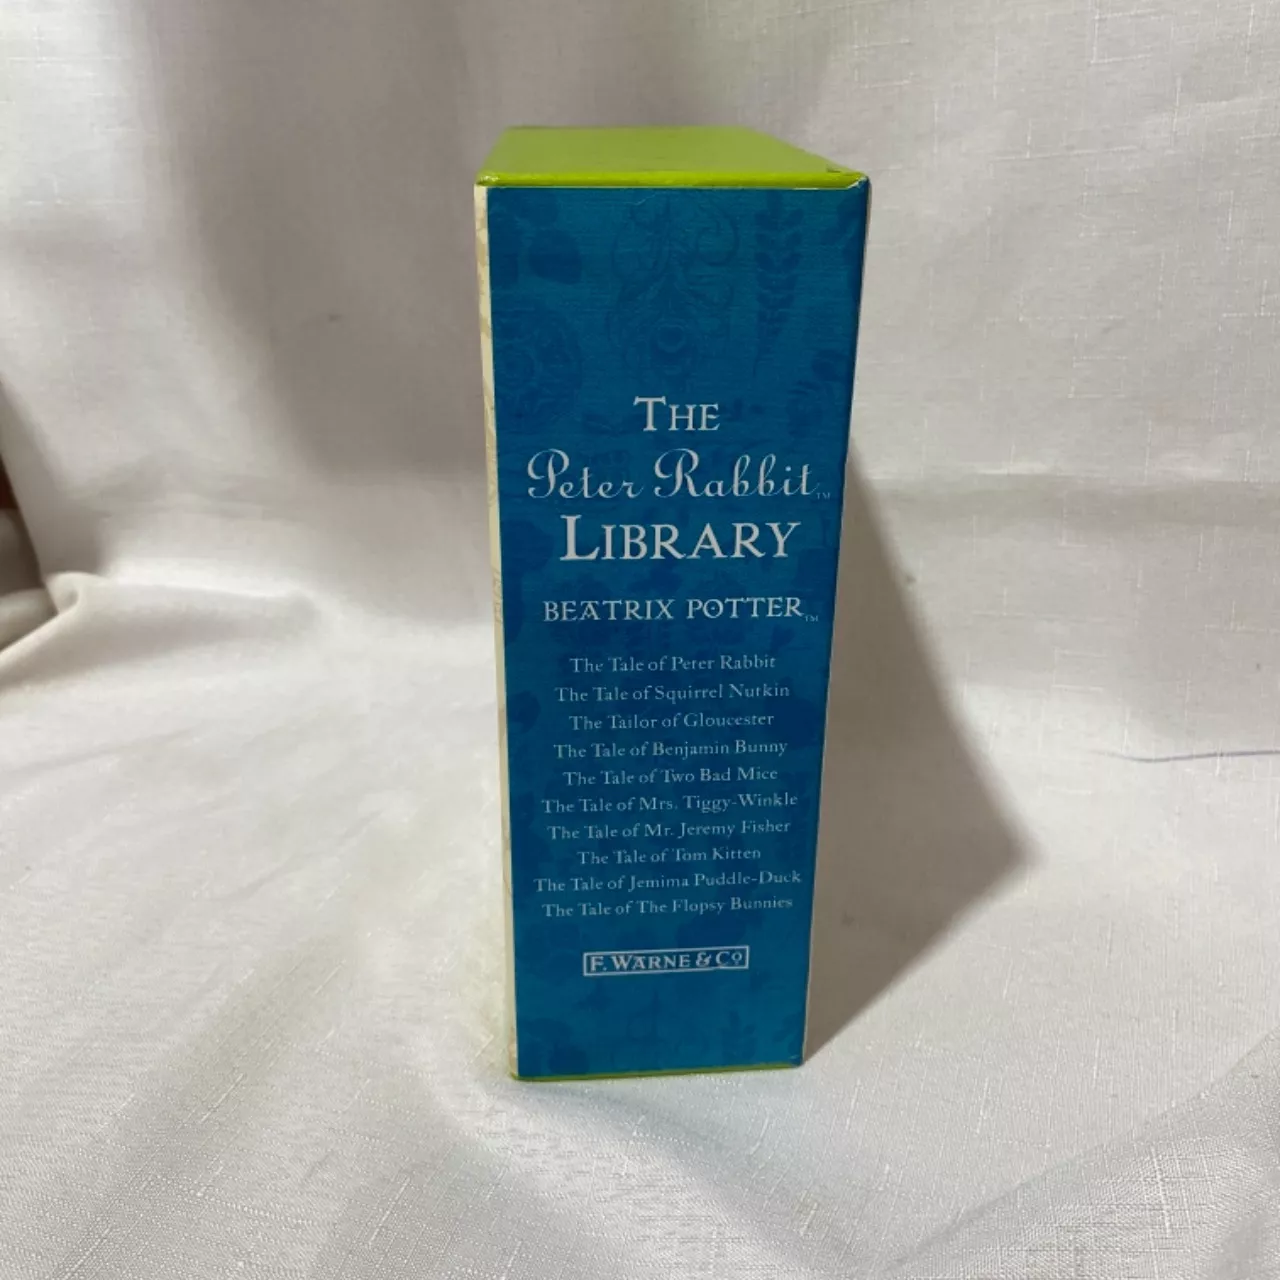 THE
Peter Rabbit™
LIBRARY
BEATRIX POTTER™
The Tale of Peter Rabbit
The Tale of Squirrel Nutkin
The Tailor of Gloucester
The Tale of Benjamin Bunny
The Tale of Two Bad Mice
The Tale of Mrs. Tiggy-Winkle
The Tale of Mr. Jeremy Fisher
The Tale of Tom Kitten
The Tale of Jemima Puddle-Duck
The Tale of The Flopsy Bunnies
F. WARNE & Co